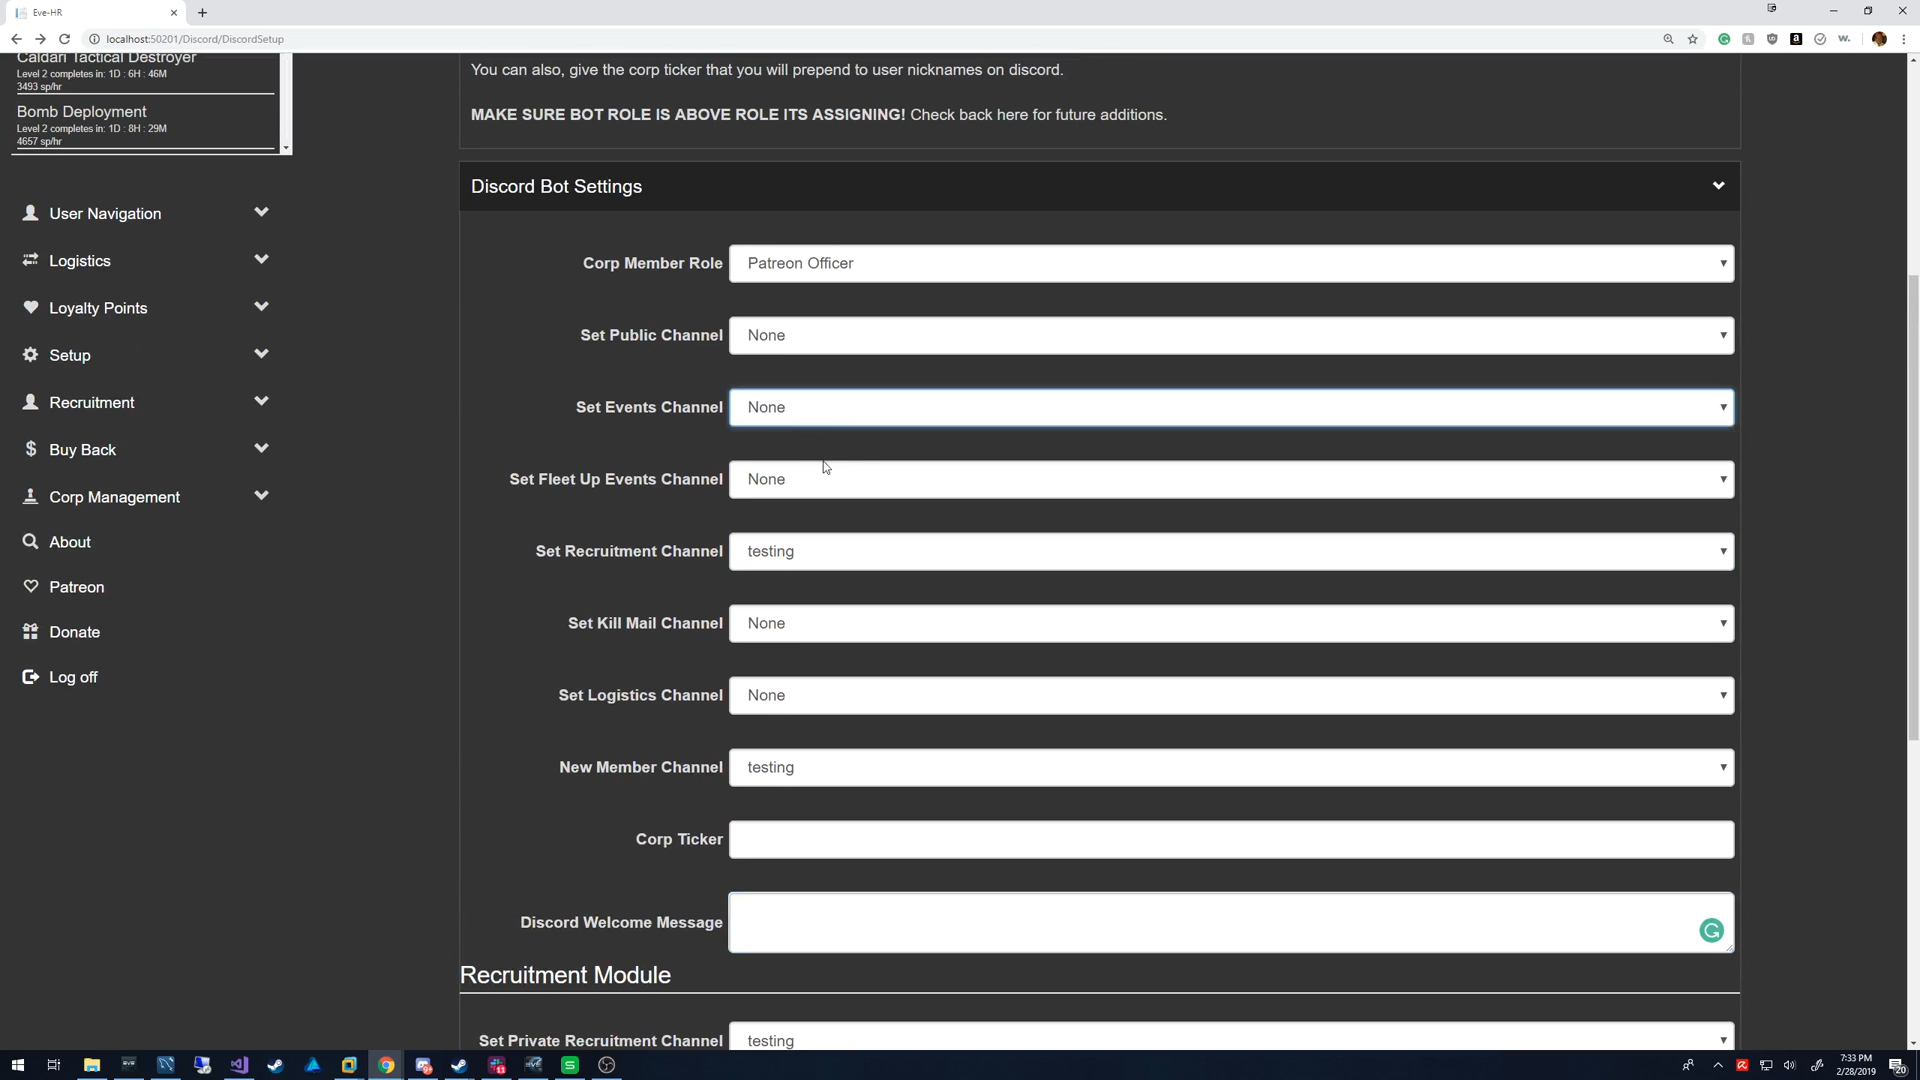 Eve-HR
localhost:50201/Discord/DiscordSetup
Caldari Tactical Destroyer
Level 2 completes in: 1D : 6H : 46M
3493 sp/hr
Bomb Deployment
Level 2 completes in: 1D : 8H : 29M
4657 sp/hr
User Navigation
Logistics
Loyalty Points
Setup
Recruitment
Buy Back
Corp Management
About
Patreon
Donate
Log off
You can also, give the corp ticker that you will prepend to user nicknames on discord.
MAKE SURE BOT ROLE IS ABOVE ROLE ITS ASSIGNING! Check back here for future additions.
Discord Bot Settings
Corp Member Role Patreon Officer
Set Public Channel None
Set Events Channel None
Set Fleet Up Events Channel None
Set Recruitment Channel testing
Set Kill Mail Channel None
Set Logistics Channel None
New Member Channel testing
Corp Ticker
Discord Welcome Message
Recruitment Module
Set Private Recruitment Channel testing
7:33 PM
2/28/2019
20